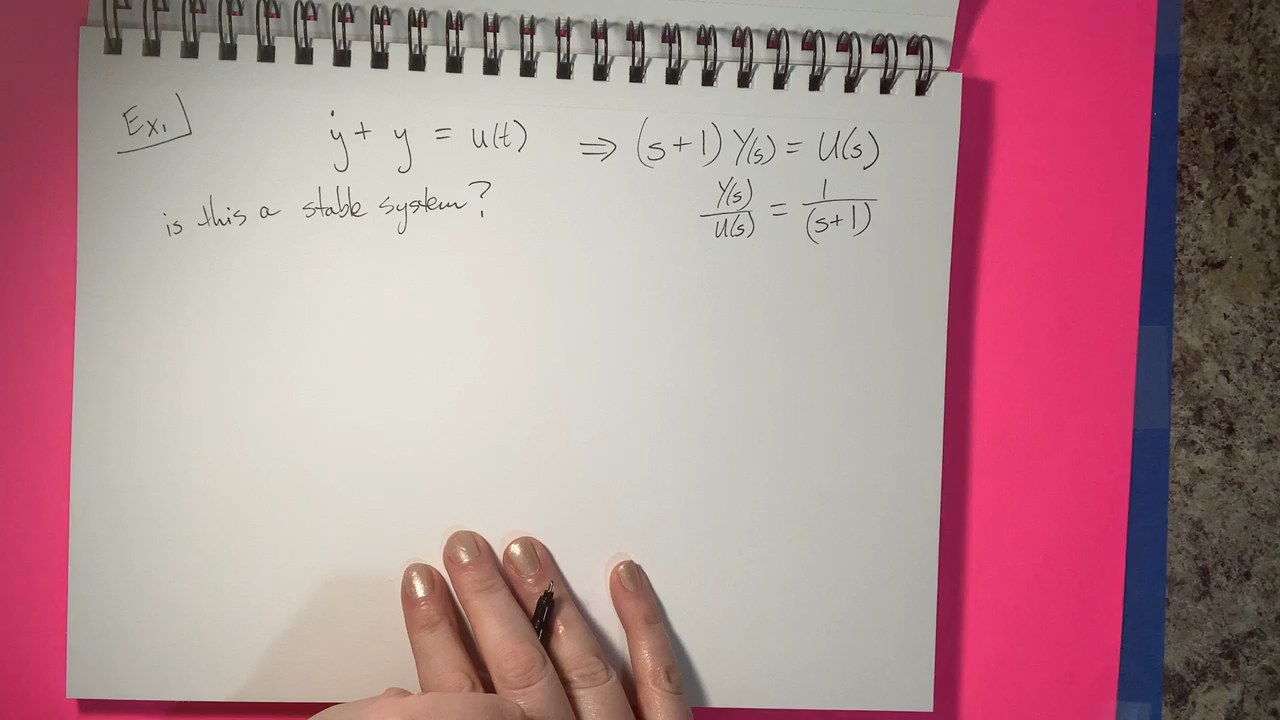 Ex.
ẏ + y = u(t) ⇒ (s+1) Y(s) = U(s)
is this a stable system?
Y(s)/U(s) = 1/(s+1)